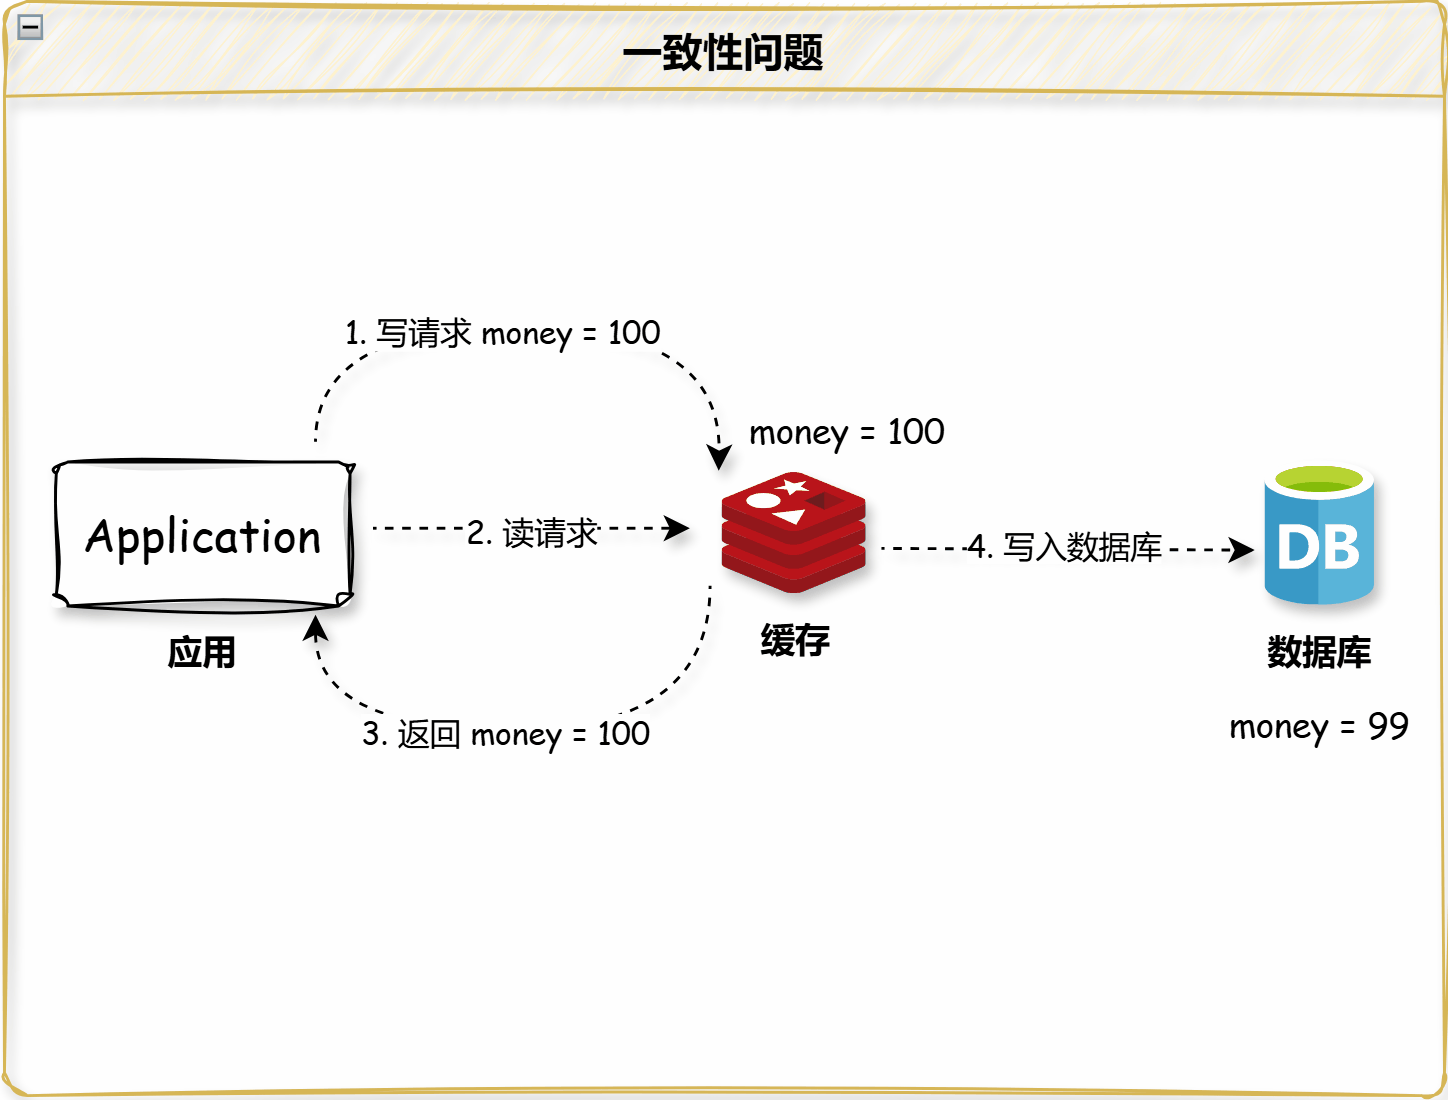 一致性问题
1. 写请求 money = 100
money = 100
Application
2. 读请求
4. 写入数据库
DB
缓存
应用
数据库
3. 返回 money = 100
money = 99